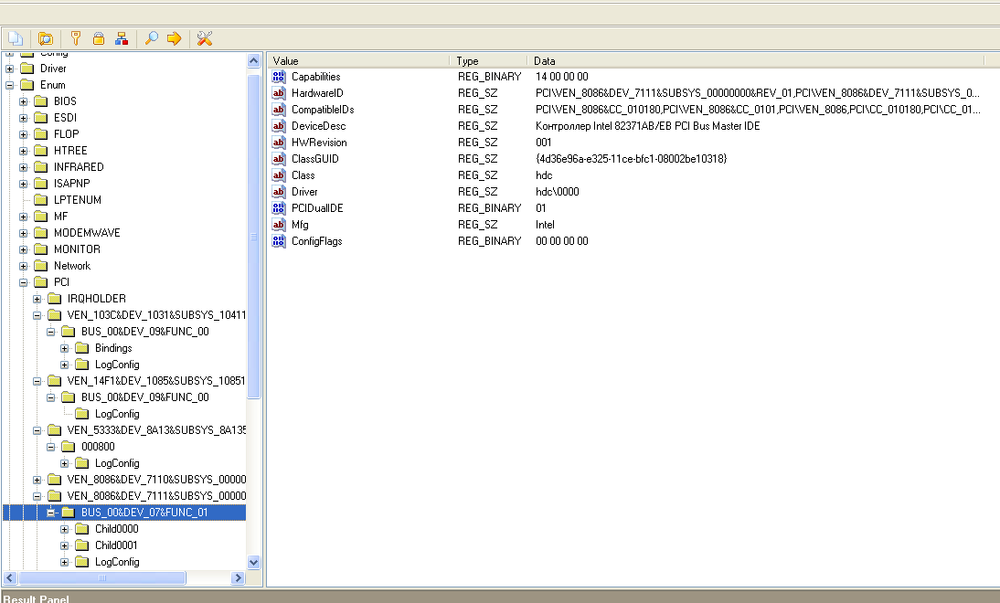 Config
Driver
Enum
BIOS
ESDI
FLOP
HTREE
INFRARED
ISAPNP
LPTENUM
MF
MODEMWAVE
MONITOR
Network
PCI
IRQHOLDER
VEN_103C&DEV_1031&SUBSYS_10411
BUS_00&DEV_09&FUNC_00
Bindings
LogConfig
VEN_14F1&DEV_1085&SUBSYS_10851
BUS_00&DEV_09&FUNC_00
LogConfig
VEN_5333&DEV_8A13&SUBSYS_8A135
000800
LogConfig
VEN_8086&DEV_7110&SUBSYS_00000
VEN_8086&DEV_7111&SUBSYS_00000
BUS_00&DEV_07&FUNC_01
Child0000
Child0001
LogConfig
Value Type Data
Capabilities REG_BINARY 14 00 00 00
HardwareID REG_SZ PCI\VEN_8086&DEV_7111&SUBSYS_00000000&REV_01,PCI\VEN_8086&DEV_7111&SUBSYS_0...
CompatibleIDs REG_SZ PCI\VEN_8086&CC_010180,PCI\VEN_8086&CC_0101,PCI\VEN_8086,PCI\CC_010180,PCI\CC_01...
DeviceDesc REG_SZ Контроллер Intel 82371AB/EB PCI Bus Master IDE
HWRevision REG_SZ 001
ClassGUID REG_SZ {4d36e96a-e325-11ce-bfc1-08002be10318}
Class REG_SZ hdc
Driver REG_SZ hdc\0000
PCIDualIDE REG_BINARY 01
Mfg REG_SZ Intel
ConfigFlags REG_BINARY 00 00 00 00
Result Panel